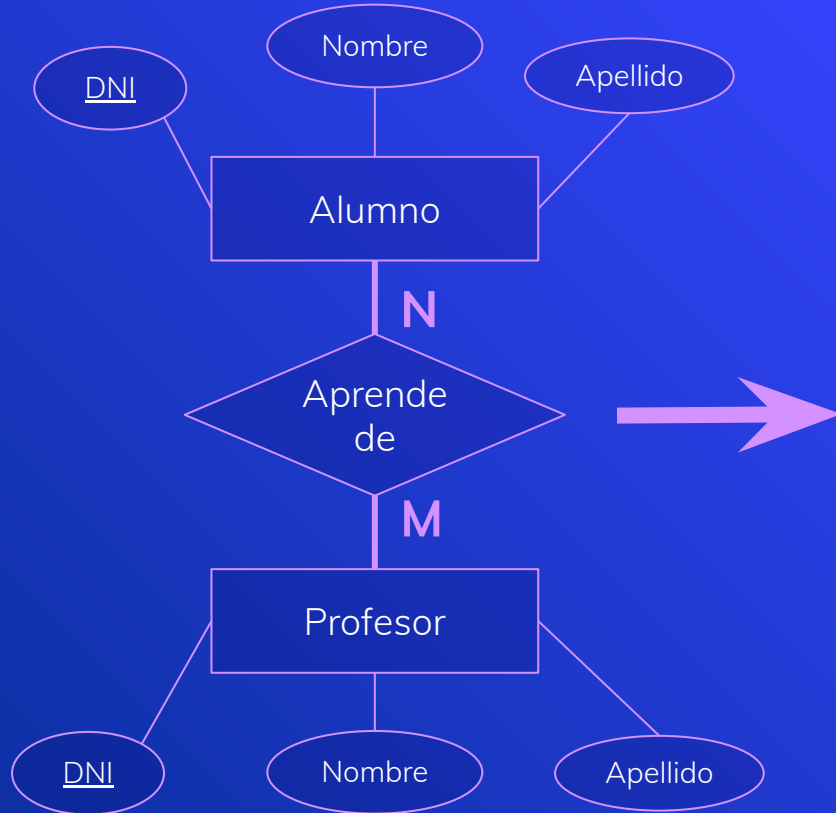 Nombre
DNI
Apellido
Alumno
N
Aprende
de
M
Profesor
DNI
Nombre
Apellido